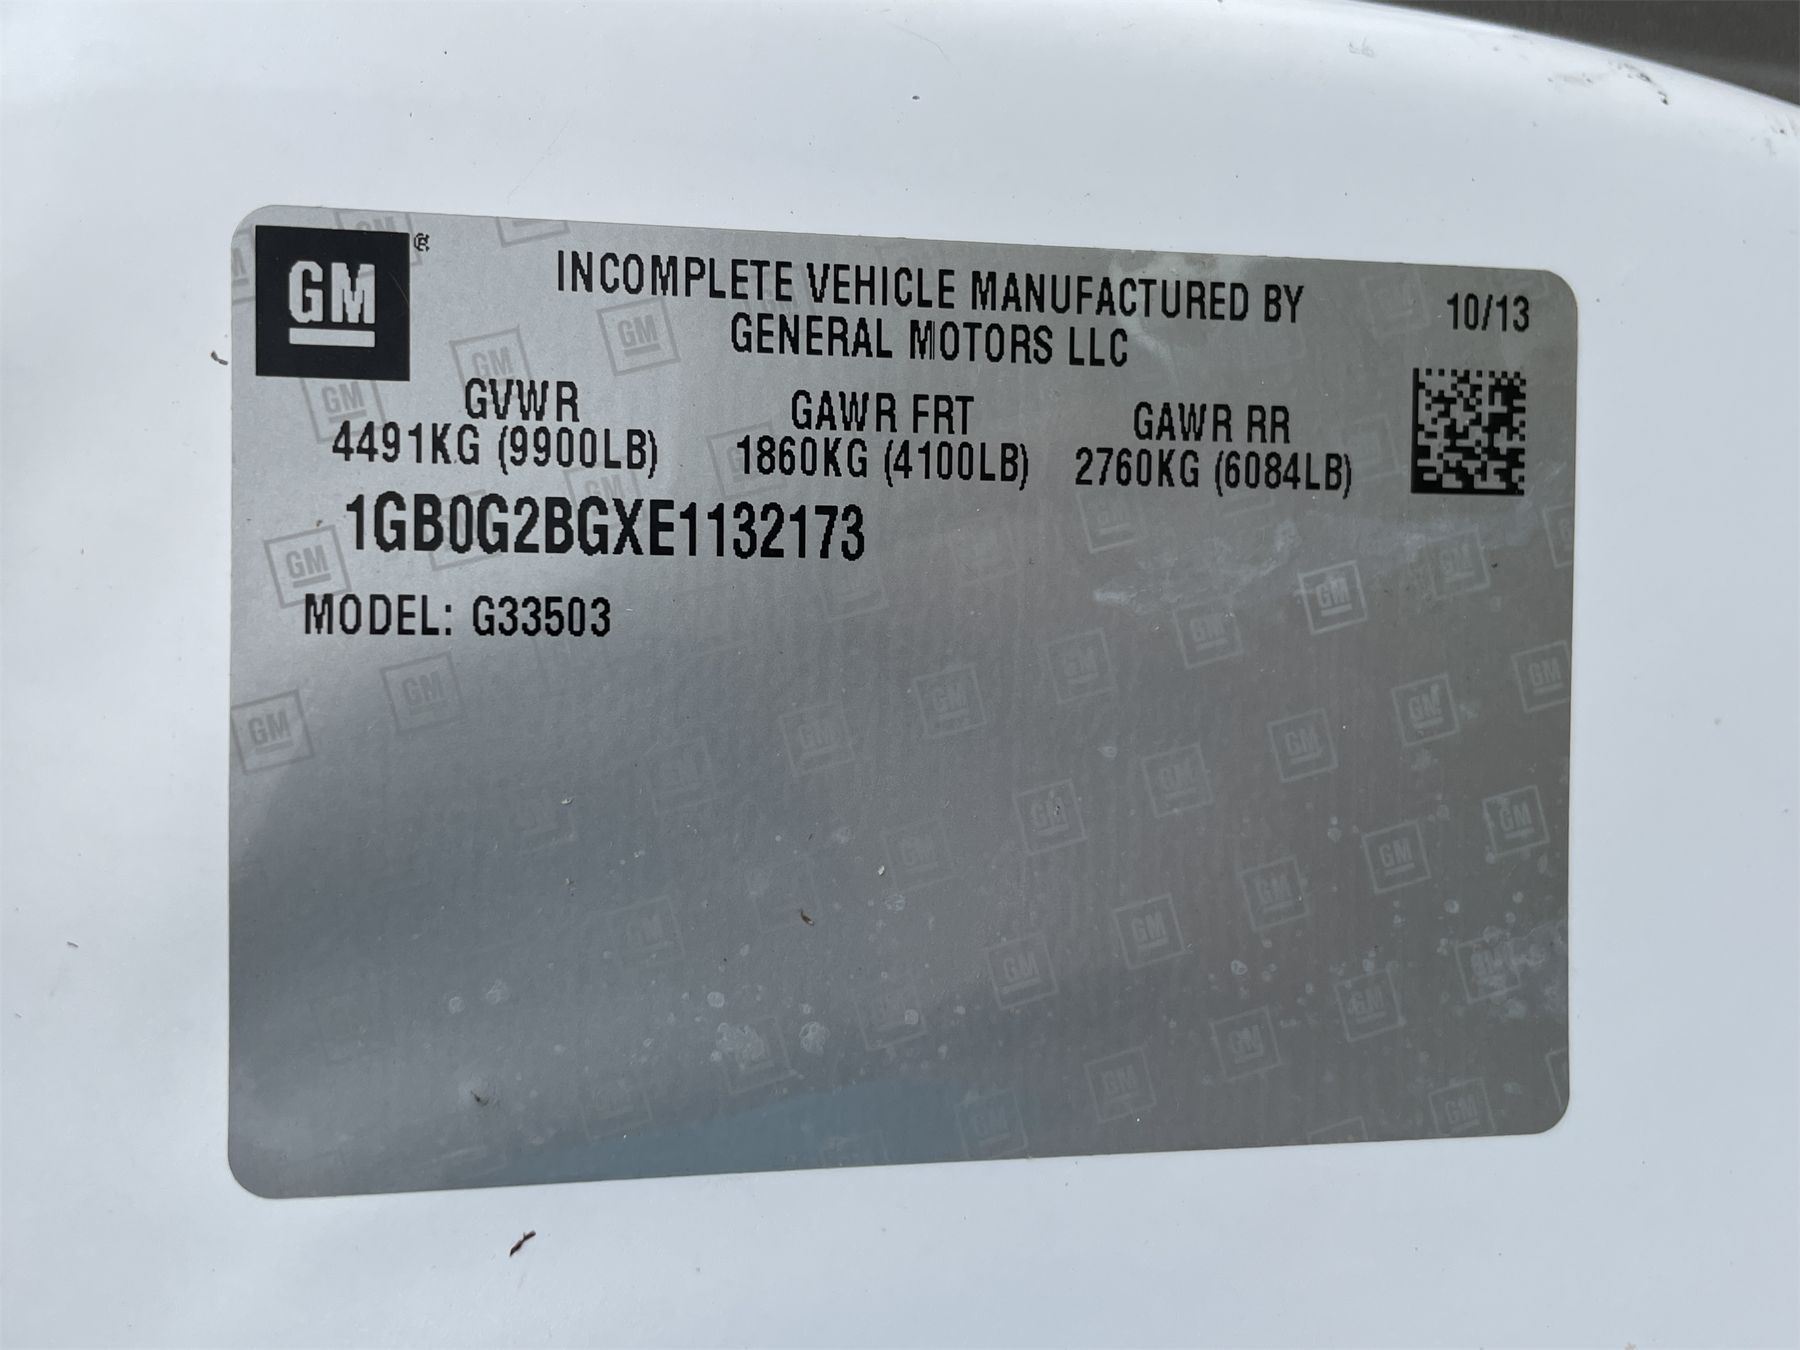 GM ®
INCOMPLETE VEHICLE MANUFACTURED BY
GENERAL MOTORS LLC
10/13
GVWR
4491KG (9900LB)
GAWR FRT
1860KG (4100LB)
GAWR RR
2760KG (6084LB)
1GB0G2BGXE1132173
MODEL: G33503